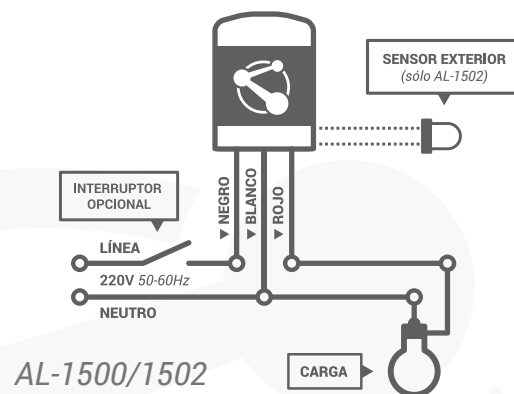 SENSOR EXTERIOR
(sólo AL-1502)
INTERRUPTOR
OPCIONAL
▼ NEGRO
▼ BLANCO
▼ ROJO
LÍNEA
220V 50-60Hz
NEUTRO
AL-1500/1502
CARGA